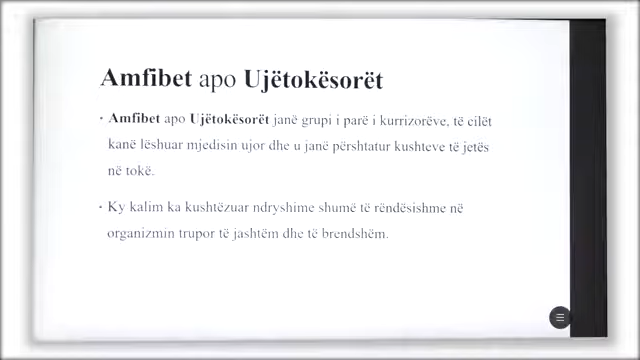 Amfibet apo Ujëtokësorët
• Amfibet apo Ujëtokësorët janë grupi i parë i kurrizorëve, të cilët
kanë lëshuar mjedisin ujor dhe u janë përshtatur kushteve të jetës
në tokë.
• Ky kalim ka kushtëzuar ndryshime shumë të rëndësishme në
organizmin trupor të jashtëm dhe të brendshëm.